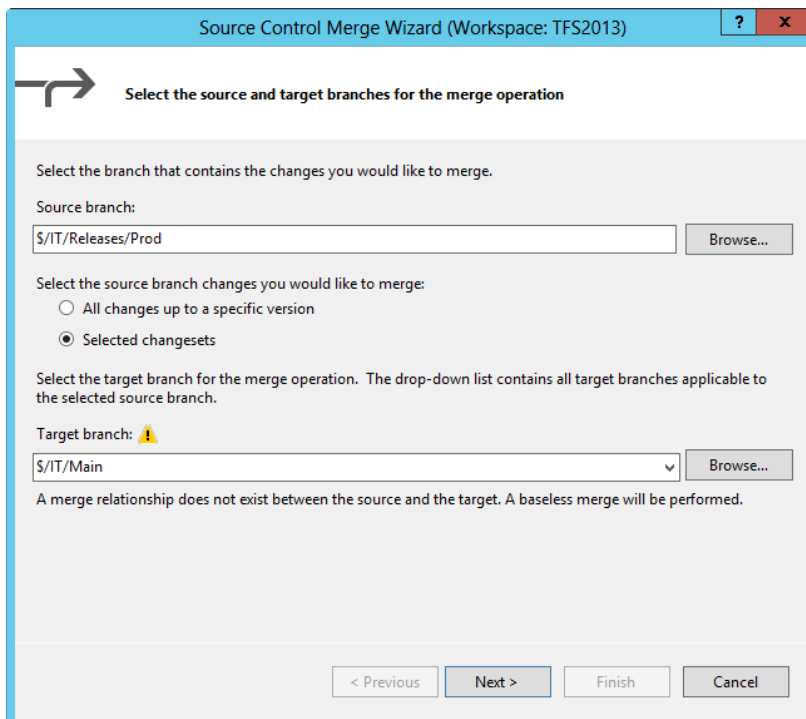 Source Control Merge Wizard (Workspace: TFS2013)
? x
Select the source and target branches for the merge operation
Select the branch that contains the changes you would like to merge.
Source branch:
$/IT/Releases/Prod
Browse...
Select the source branch changes you would like to merge:
All changes up to a specific version
Selected changesets
Select the target branch for the merge operation.  The drop-down list contains all target branches applicable to
the selected source branch.
Target branch:
$/IT/Main
Browse...
A merge relationship does not exist between the source and the target. A baseless merge will be performed.
< Previous Next > Finish Cancel